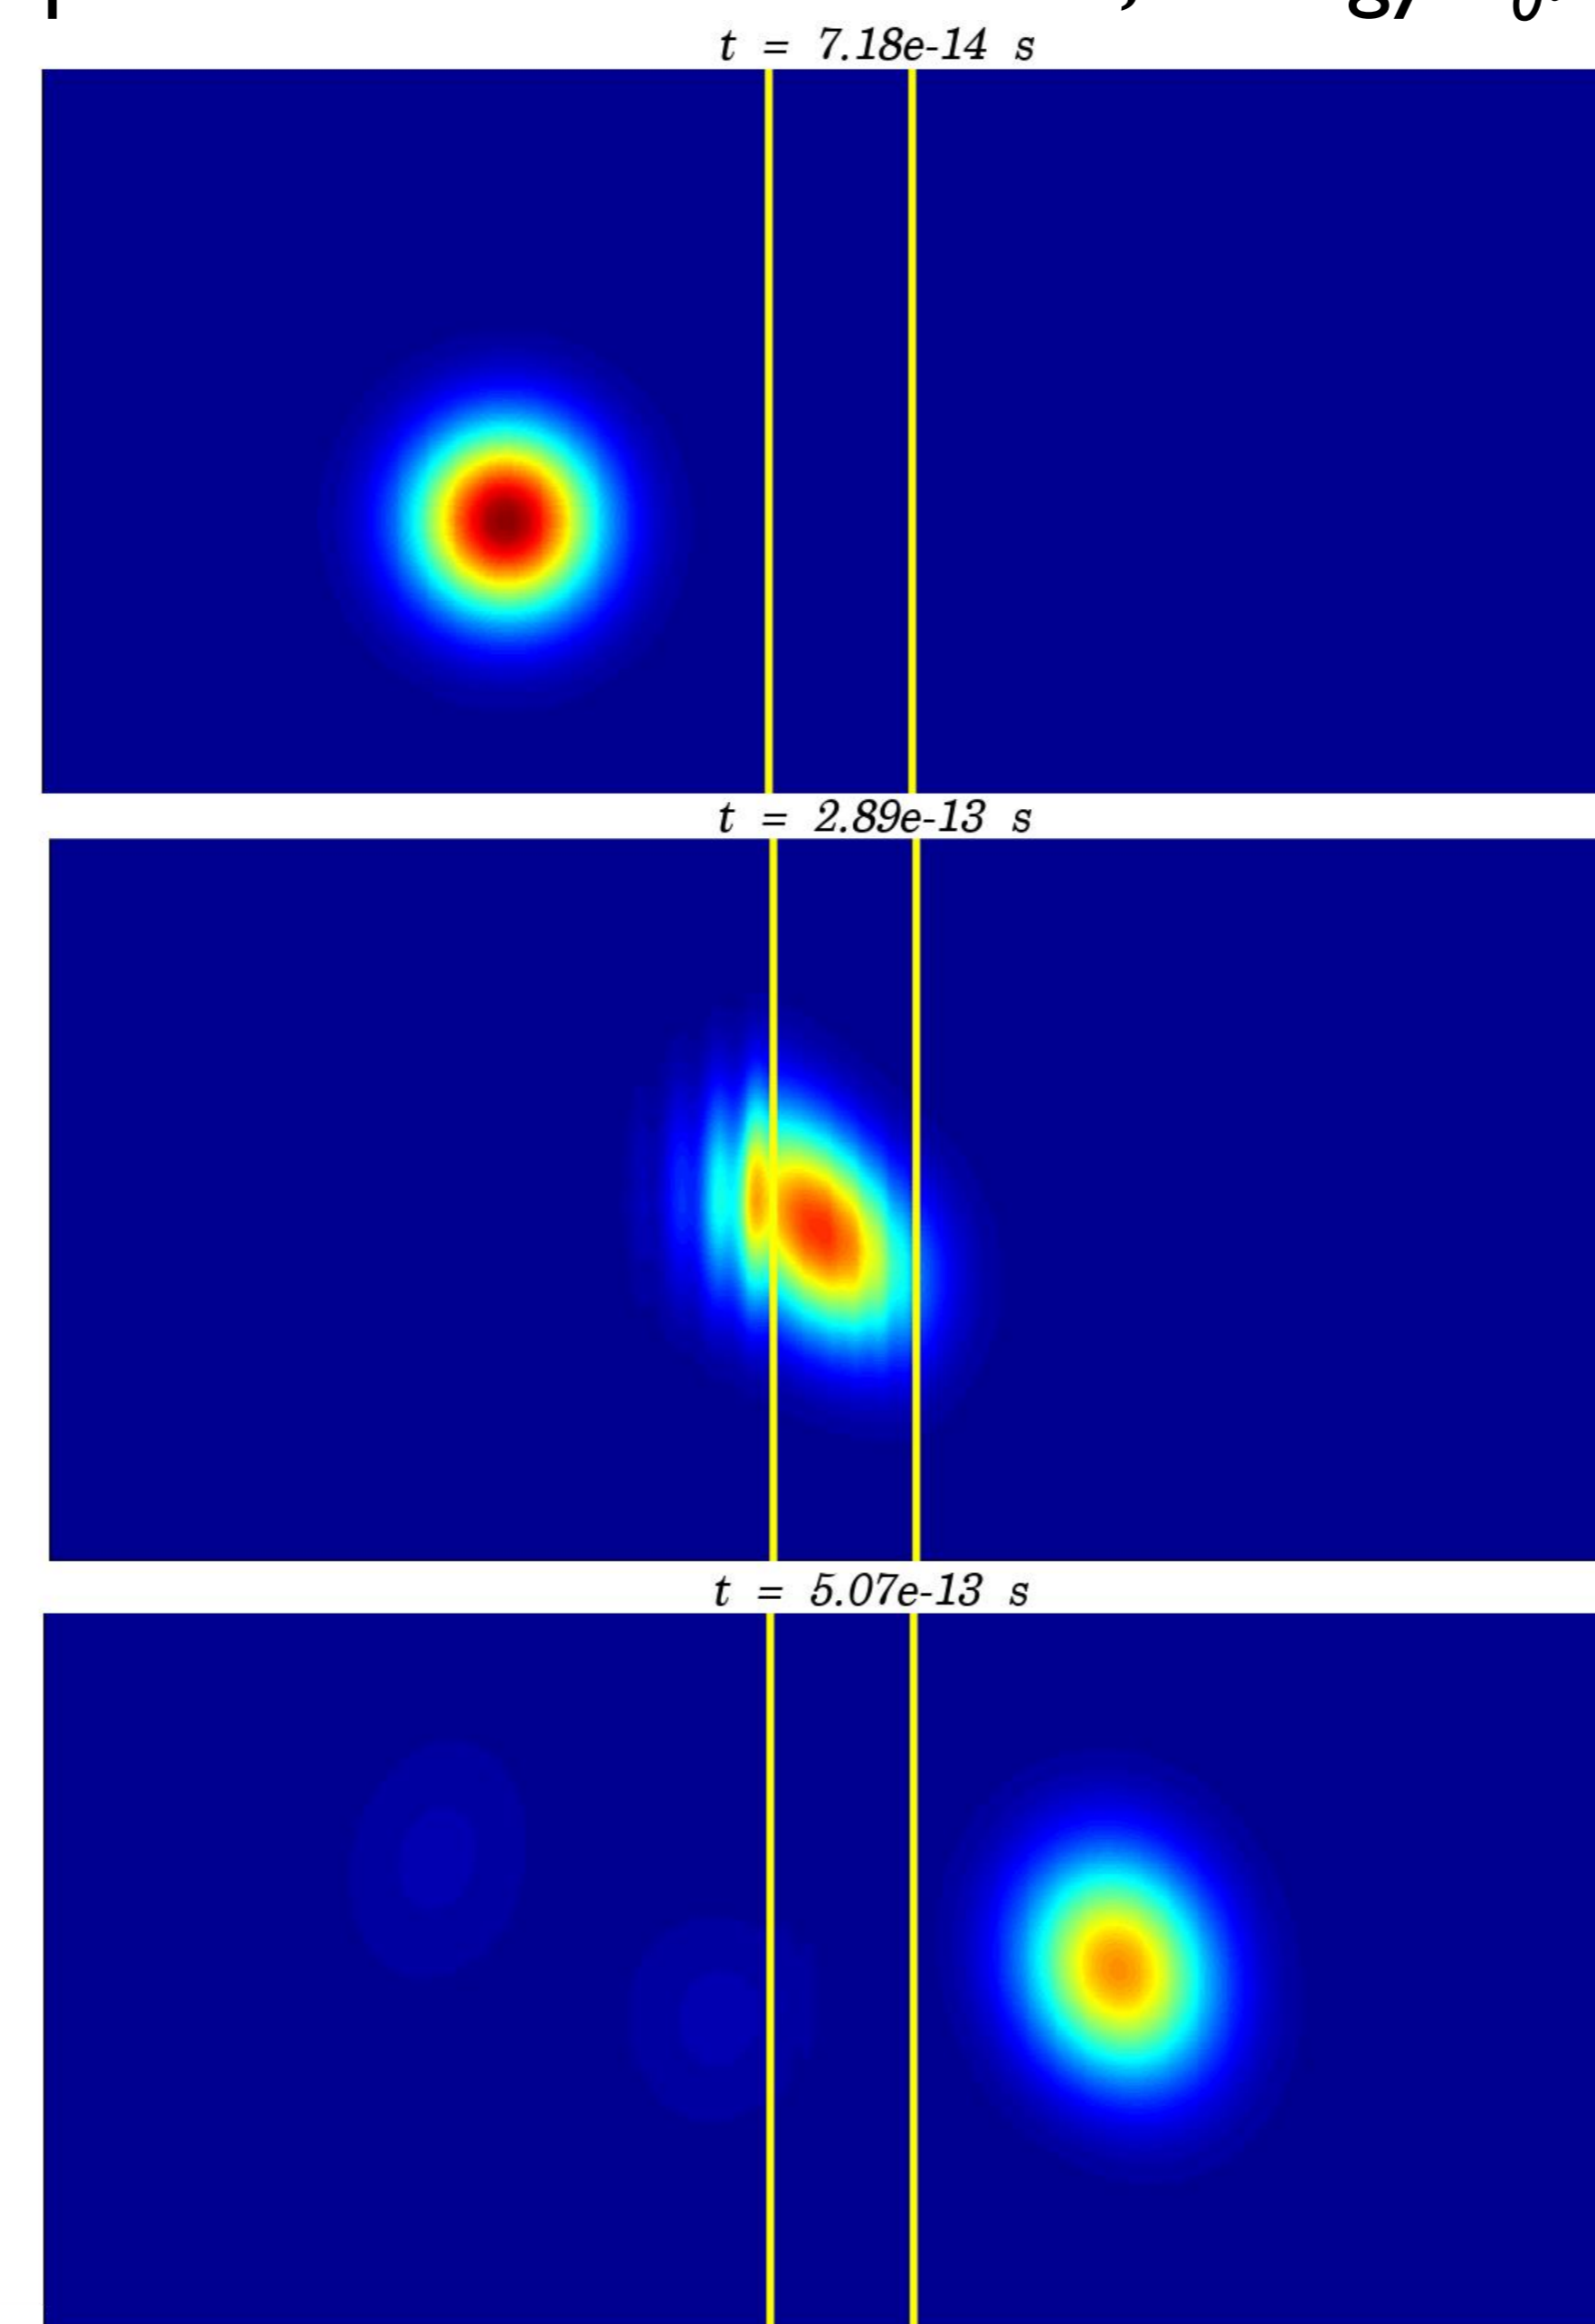 t = 7.18e-14 s
t = 2.89e-13 s
t = 5.07e-13 s